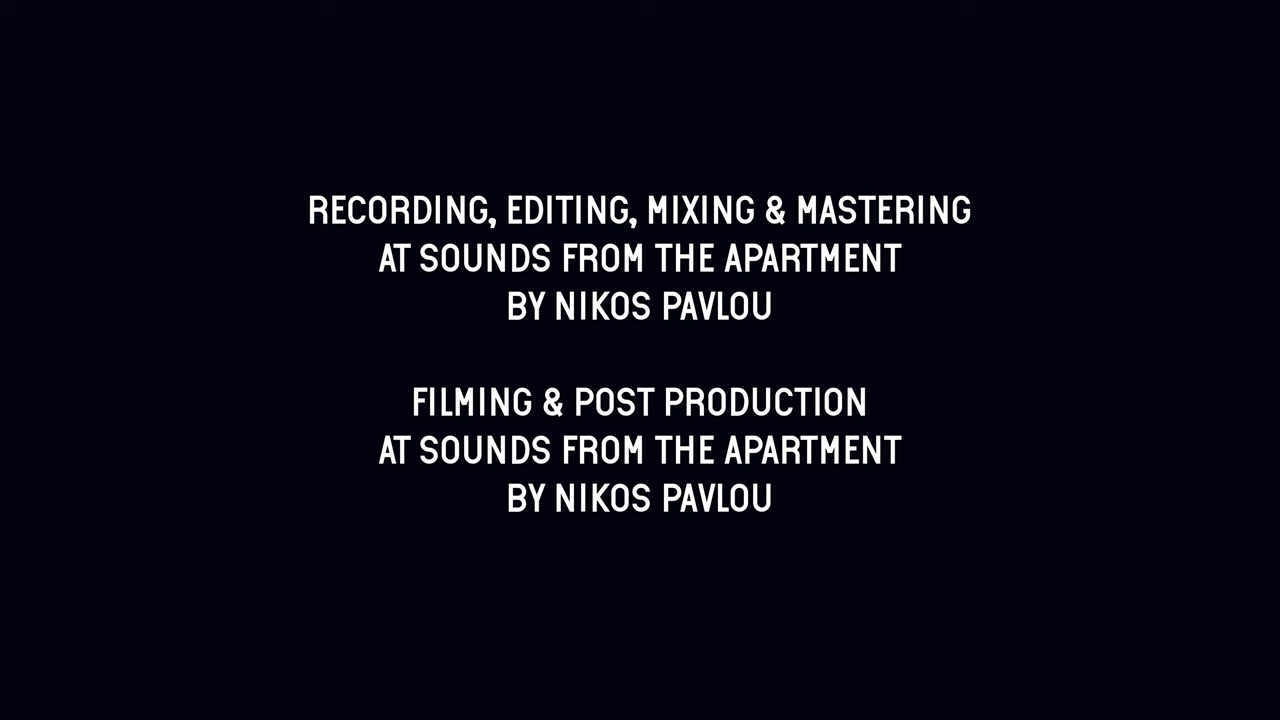 RECORDING, EDITING, MIXING & MASTERING
AT SOUNDS FROM THE APARTMENT
BY NIKOS PAVLOU
FILMING & POST PRODUCTION
AT SOUNDS FROM THE APARTMENT
BY NIKOS PAVLOU